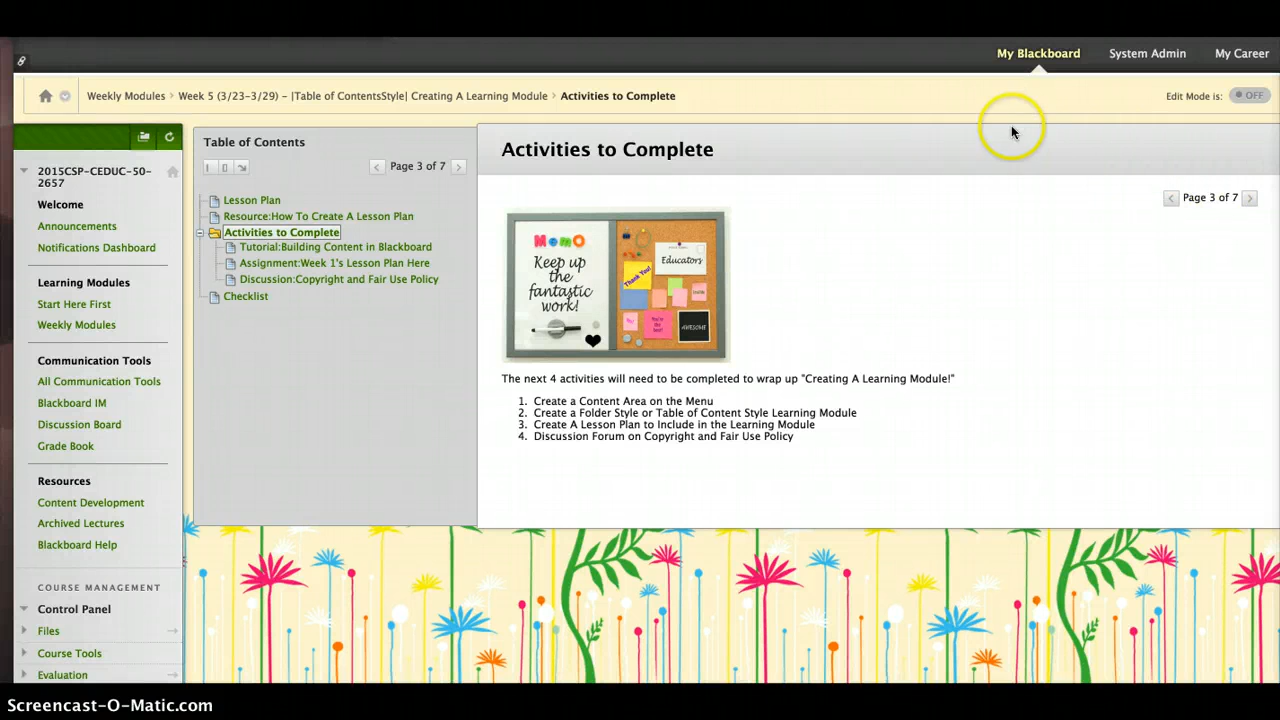 My Blackboard
System Admin
My Career
Weekly Modules > Week 5 (3/23-3/29) - |Table of ContentsStyle| Creating A Learning Module > Activities to Complete
Edit Mode is: OFF
2015CSP-CEDUC-50-
2657
Welcome
Announcements
Notifications Dashboard
Learning Modules
Start Here First
Weekly Modules
Communication Tools
All Communication Tools
Blackboard IM
Discussion Board
Grade Book
Resources
Content Development
Archived Lectures
Blackboard Help
COURSE MANAGEMENT
Control Panel
Files
Course Tools
Evaluation
Table of Contents
Page 3 of 7
Lesson Plan
Resource:How To Create A Lesson Plan
Activities to Complete
Tutorial:Building Content in Blackboard
Assignment:Week 1's Lesson Plan Here
Discussion:Copyright and Fair Use Policy
Checklist
Activities to Complete
Page 3 of 7
MEMO
Keep up
the
fantastic
work!
Educators
Thank You!
AWESOME
The next 4 activities will need to be completed to wrap up "Creating A Learning Module!"
1. Create a Content Area on the Menu
2. Create a Folder Style or Table of Content Style Learning Module
3. Create A Lesson Plan to Include in the Learning Module
4. Discussion Forum on Copyright and Fair Use Policy
Screencast-O-Matic.com